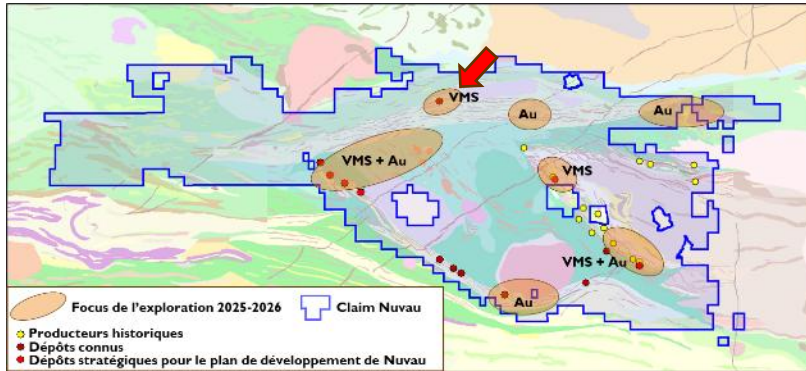 VMS
Au
Au
VMS + Au
VMS
VMS + Au
Au
Focus de l'exploration 2025-2026
Claim Nuvau
Producteurs historiques
Dépôts connus
Dépôts stratégiques pour le plan de développement de Nuvau